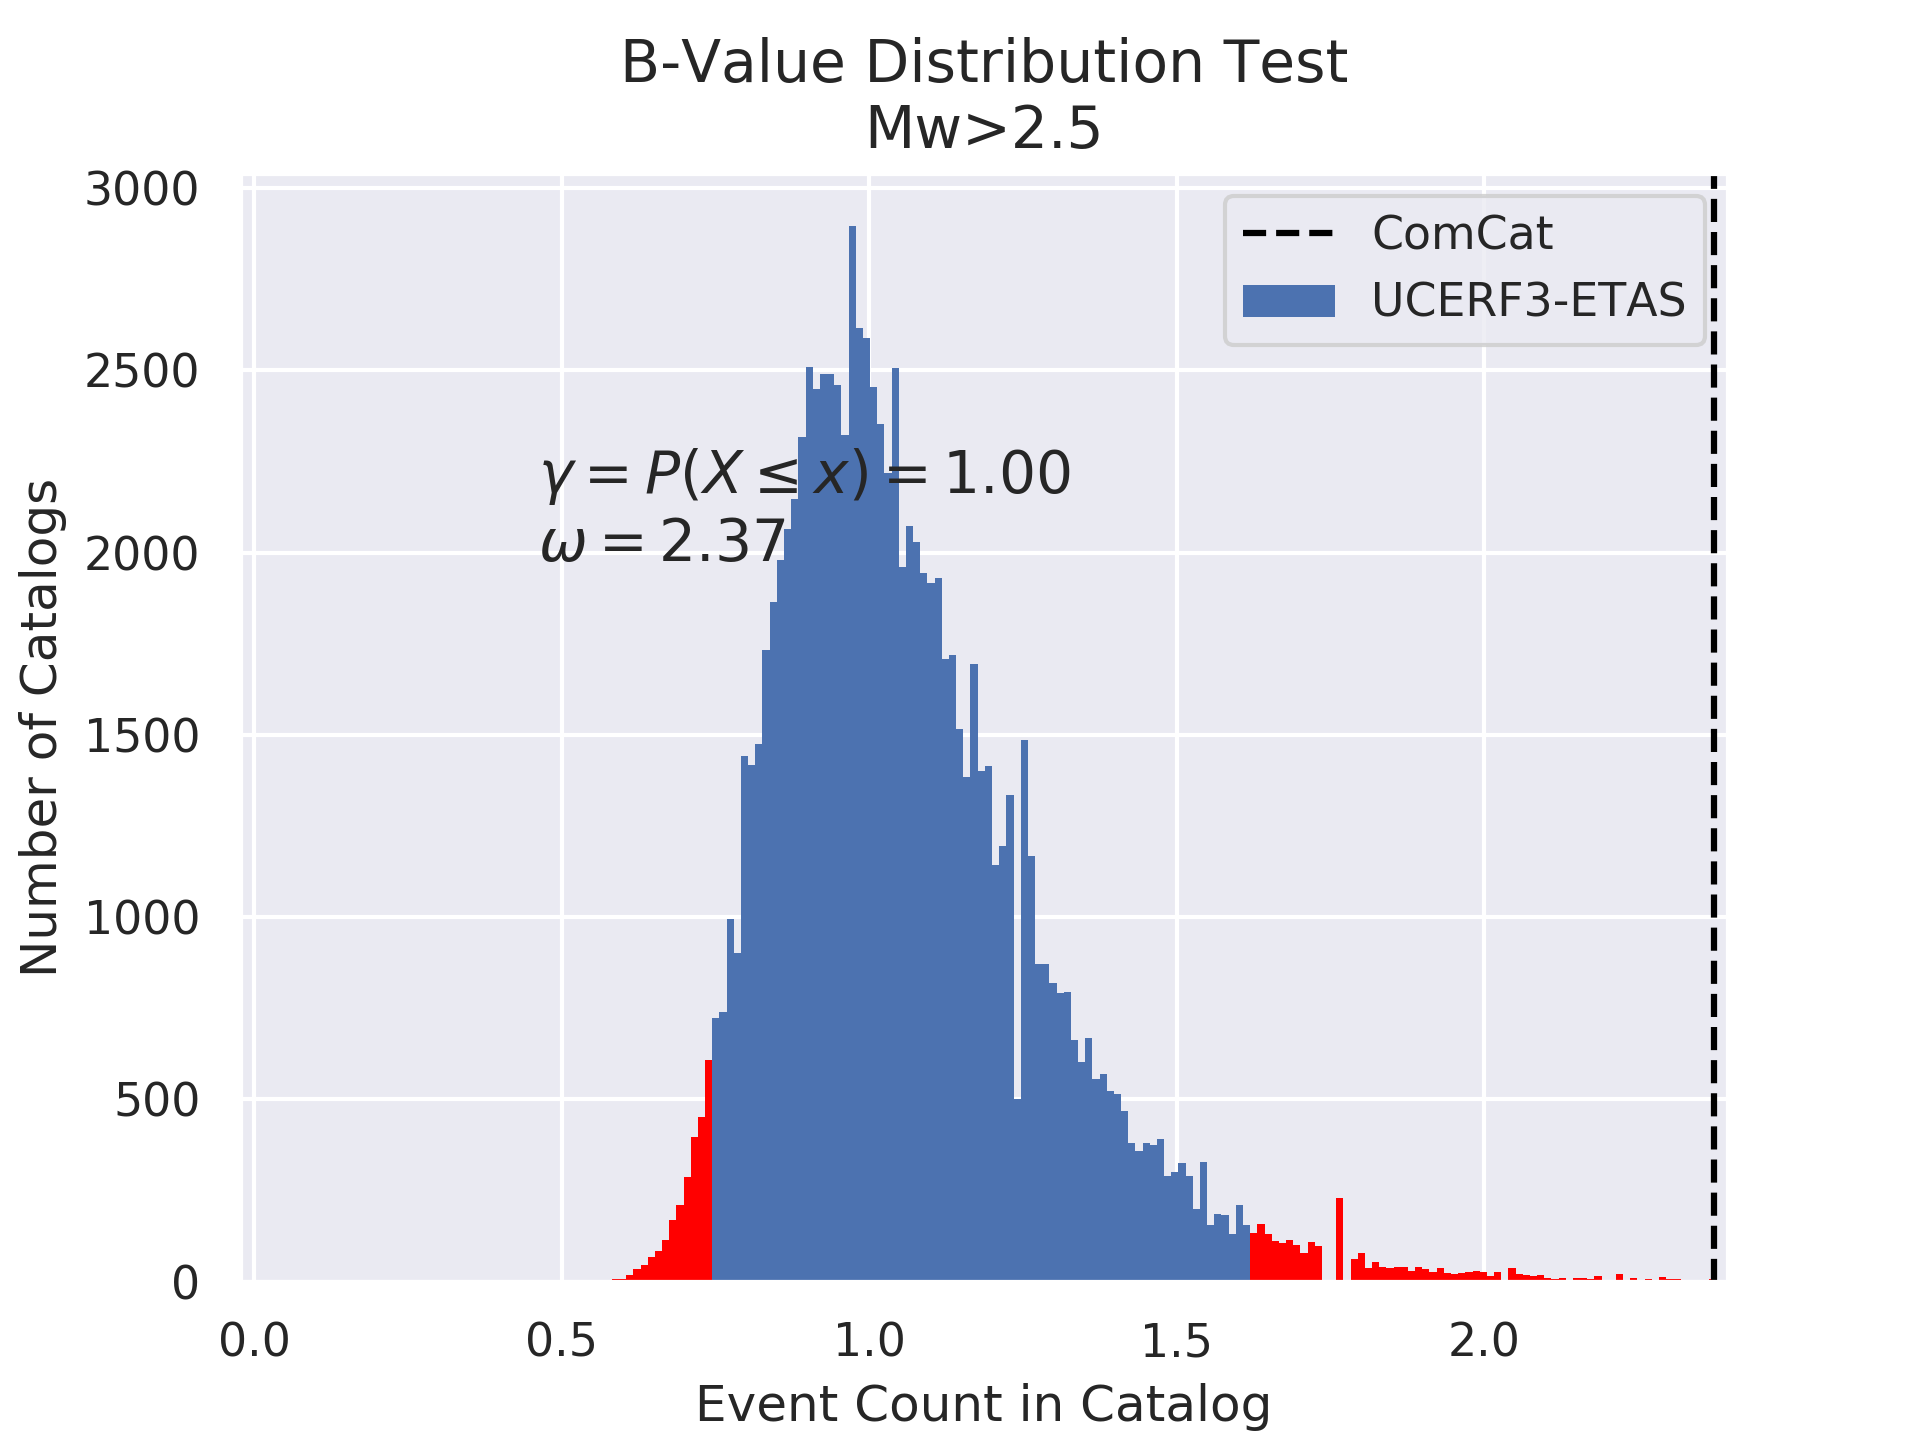 B-Value Distribution Test
Mw>2.5
3000
2500
2000
1500
1000
500
0
Number of Catalogs
ComCat
UCERF3-ETAS
γ = P(X ≤ x) = 1.00
ω = 2.37
0.0
0.5
1.0
1.5
2.0
Event Count in Catalog